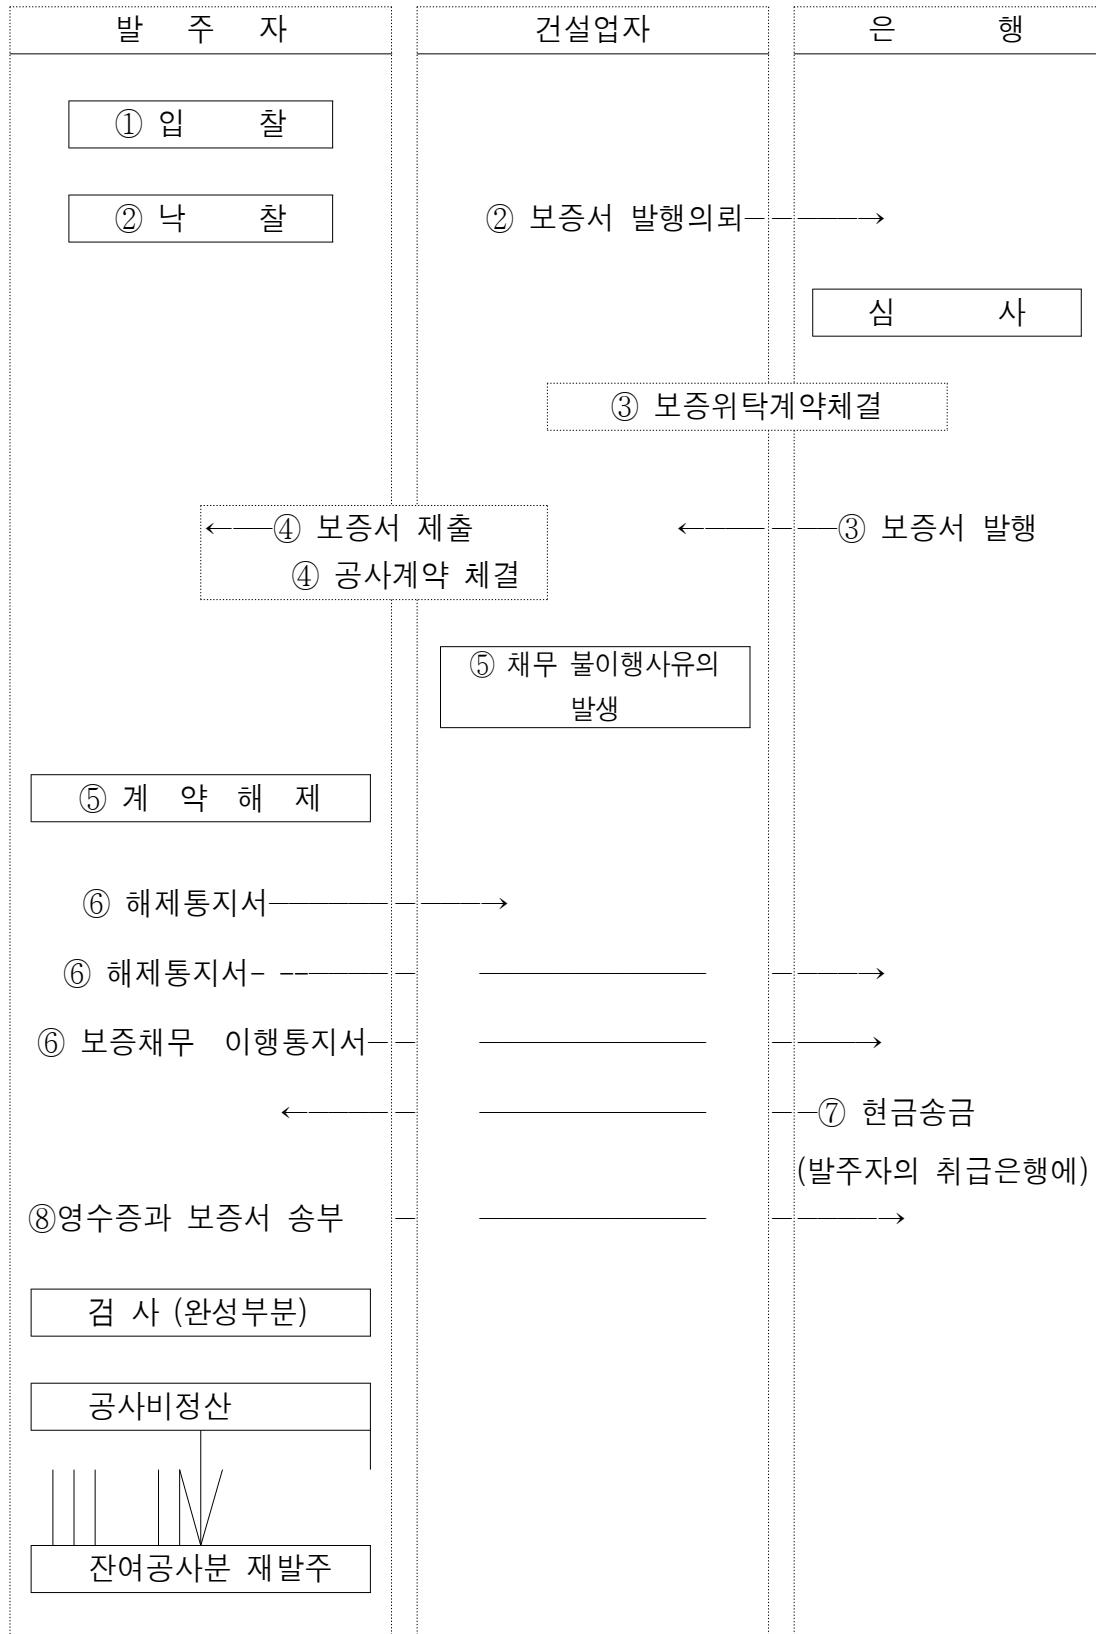 발 주 자 건설업자 은 행
① 입 찰
② 낙 찰 ② 보증서 발행의뢰─ ─ ───→
심 사
③ 보증위탁계약체결
←──④ 보증서 제출 ←─── ─ ──③ 보증서 발행
④ 공사계약 체결
⑤ 채무 불이행사유의
발생
⑤ 계 약 해 제
⑥ 해제통지서──────→
⑥ 해제통지서- --──────→
⑥ 보증채무 이행통지서──────→
←──────⑦ 현금송금
(발주자의 취급은행에)
⑧영수증과 보증서 송부 ──────→
검 사 (완성부분)
공사비정산
잔여공사분 재발주